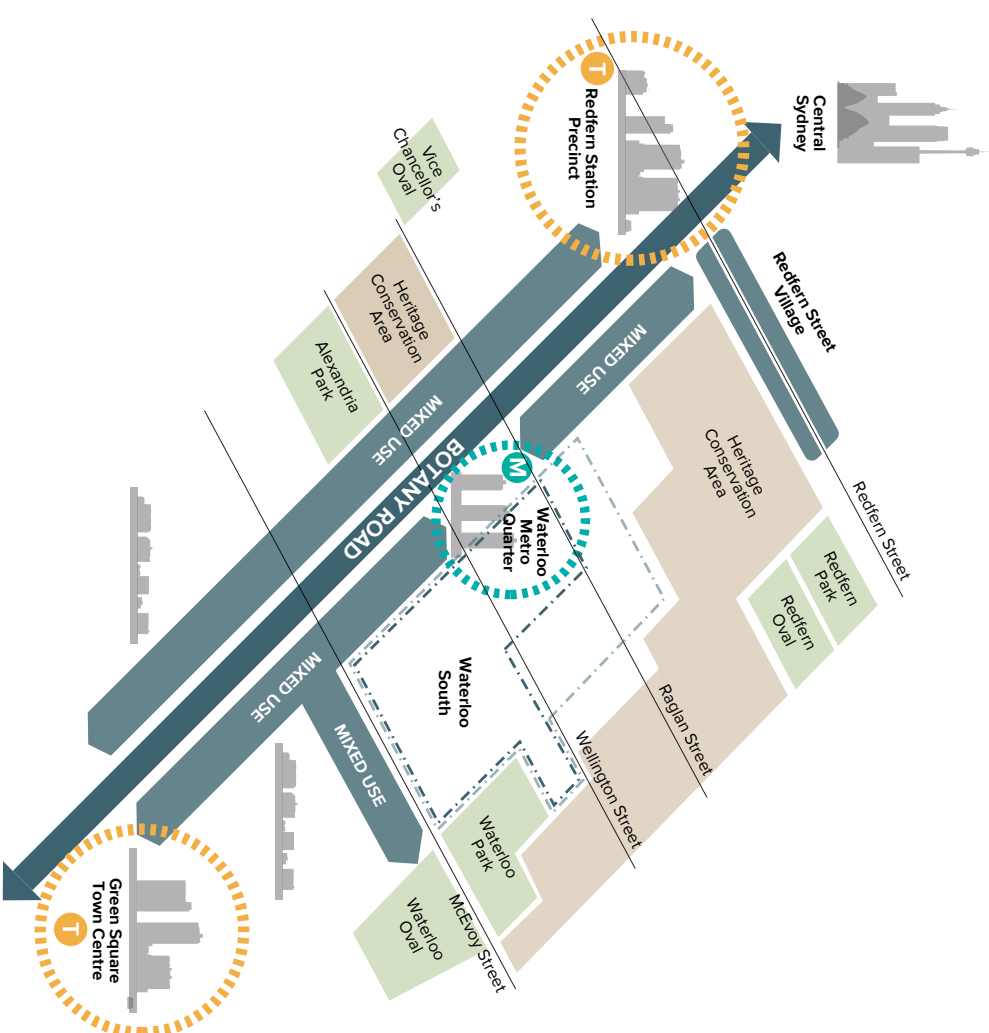 Central
Sydney
T
Redfern Station
Precinct
Redfern Street
Village
Vice
Chancellor's
Oval
Heritage
Conservation
Area
Alexandria
Park
MIXED USE
MIXED USE
BOTANY ROAD
Heritage
Conservation
Area
Redfern Street
Redfern
Park
Redfern
Oval
M
Waterloo
Metro
Quarter
Waterloo
South
Raglan Street
Wellington Street
MIXED USE
MIXED USE
Waterloo
Park
McEvoy Street
Waterloo
Oval
Green Square
Town Centre
T